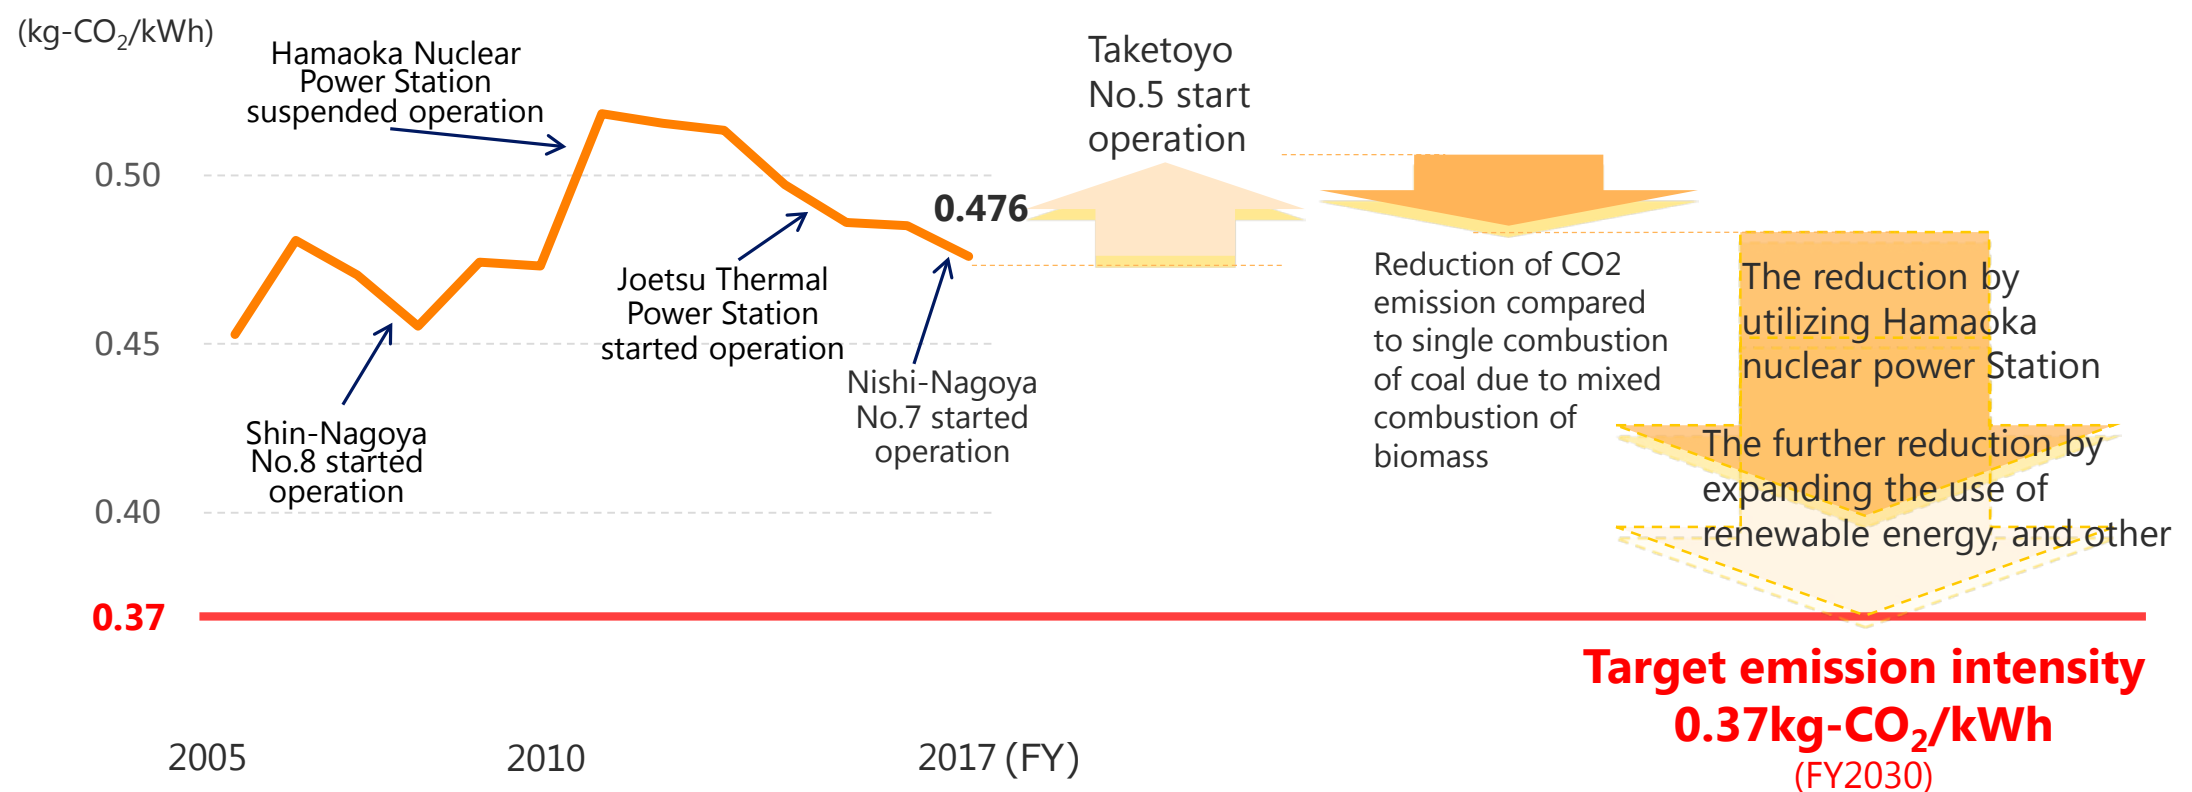 (kg-CO₂/kWh)
Hamaoka Nuclear
Power Station
suspended operation
Taketoyo
No.5 start
operation
0.50
0.476
0.45
0.40
0.37
Joetsu Thermal
Power Station
started operation
Shin-Nagoya
No.8 started
operation
Nishi-Nagoya
No.7 started
operation
Reduction of CO2
emission compared
to single combustion
of coal due to mixed
combustion of
biomass
The reduction by
utilizing Hamaoka
nuclear power Station
The further reduction by
expanding the use of
renewable energy, and other
Target emission intensity
0.37kg-CO₂/kWh
(FY2030)
2005
2010
2017 (FY)